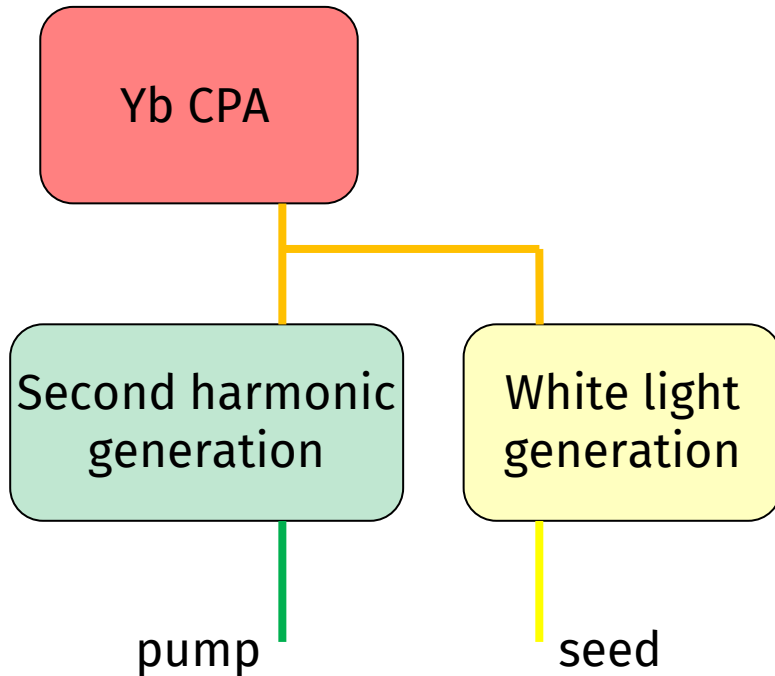 Yb CPA
Second harmonic
generation
White light
generation
pump
seed